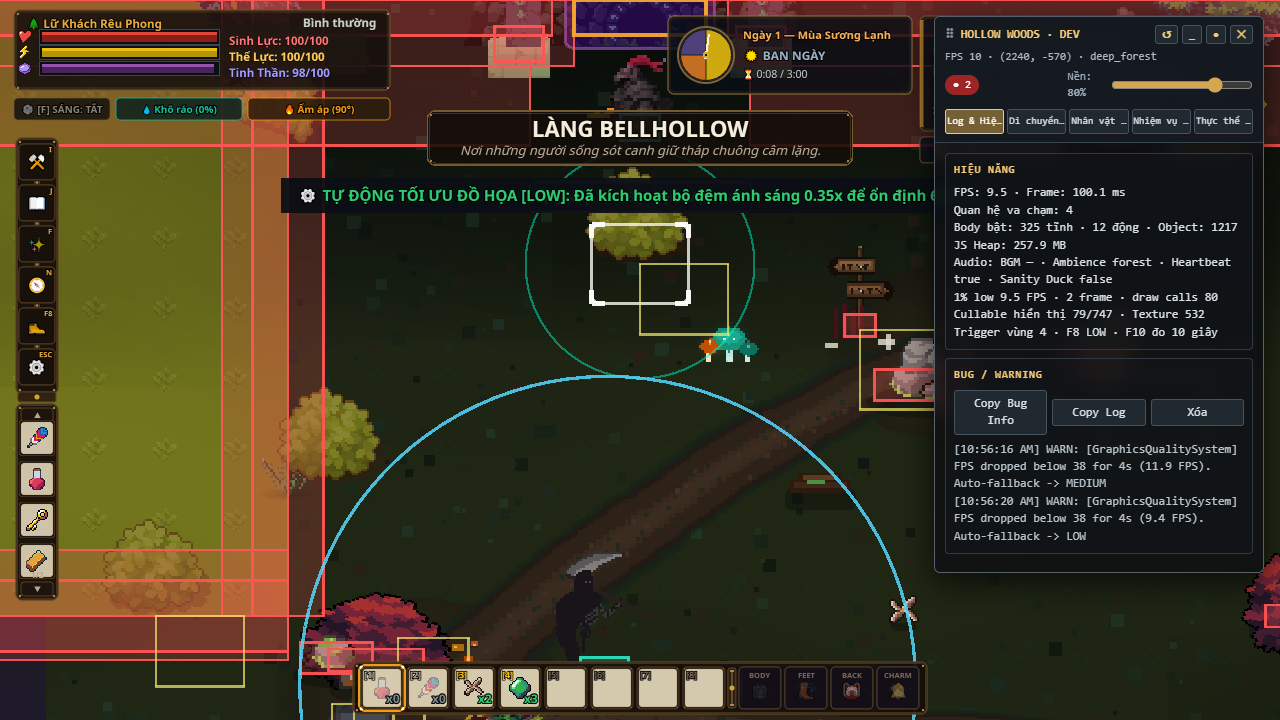 Lữ Khách Rêu Phong
Bình thường
Sinh Lực: 100/100
Thể Lực: 100/100
Tinh Thần: 98/100
[F] SÁNG: TẮT
Khô ráo (0%)
Ấm áp (90°)
Ngày 1 — Mùa Sương Lạnh
BAN NGÀY
0:08 / 3:00
LÀNG BELLHOLLOW
Nơi những người sống sót canh giữ tháp chuông câm lặng.
TỰ ĐỘNG TỐI ƯU ĐỒ HỌA [LOW]: Đã kích hoạt bộ đệm ánh sáng 0.35x để ổn định
I
J
F
N
F8
ESC
HOLLOW WOODS · DEV
FPS 10 · (2240, -570) · deep_forest
2
Nền:
80%
Log & Hiệ
Di chuyển…
Nhân vật …
Nhiệm vụ …
Thực thể …
HIỆU NĂNG
FPS: 9.5 · Frame: 100.1 ms
Quan hệ va chạm: 4
Body bật: 325 tĩnh · 12 động · Object: 1217
JS Heap: 257.9 MB
Audio: BGM — · Ambience forest · Heartbeat
true · Sanity Duck false
1% low 9.5 FPS · 2 frame · draw calls 80
Cullable hiển thị 79/747 · Texture 532
Trigger vùng 4 · F8 LOW · F10 đo 10 giây
BUG / WARNING
Copy Bug
Info
Copy Log
Xóa
[10:56:16 AM] WARN: [GraphicsQualitySystem]
FPS dropped below 38 for 4s (11.9 FPS).
Auto-fallback -> MEDIUM
[10:56:20 AM] WARN: [GraphicsQualitySystem]
FPS dropped below 38 for 4s (9.4 FPS).
Auto-fallback -> LOW
[1]
x0
[2]
x0
[3]
x2
[4]
x3
[5]
[6]
[7]
[8]
BODY
FEET
BACK
CHARM